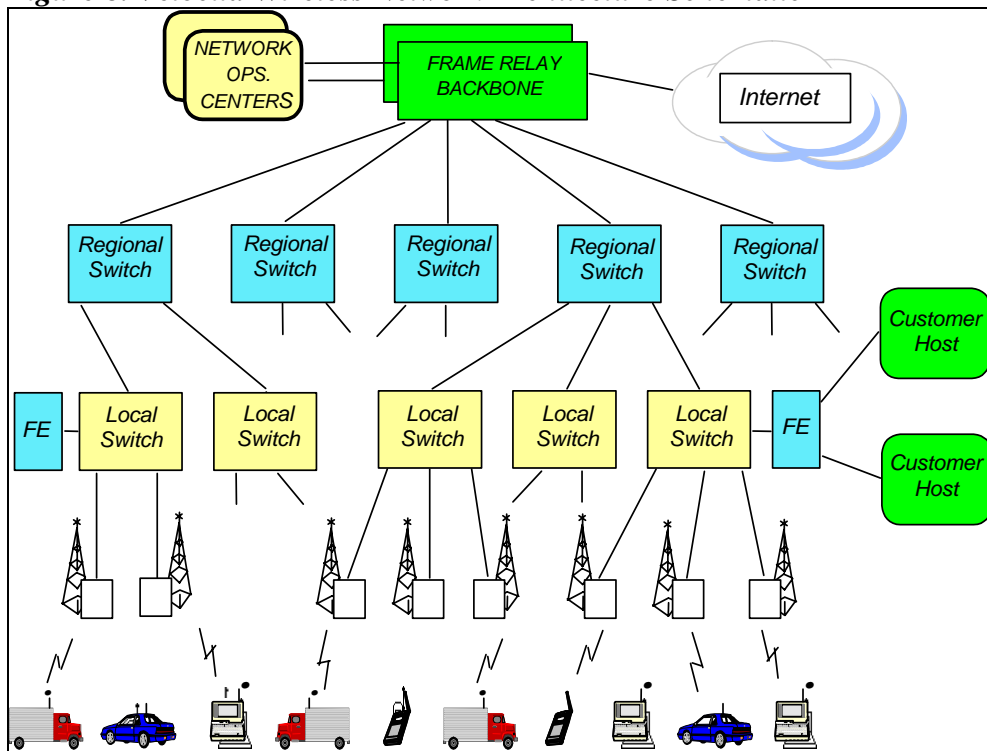 NETWORK
OPS.
CENTERS
FRAME RELAY
BACKBONE
Internet
Regional
Switch
Regional
Switch
Regional
Switch
Regional
Switch
Regional
Switch
Customer
Host
FE
Local
Switch
Local
Switch
Local
Switch
Local
Switch
Local
Switch
FE
Customer
Host